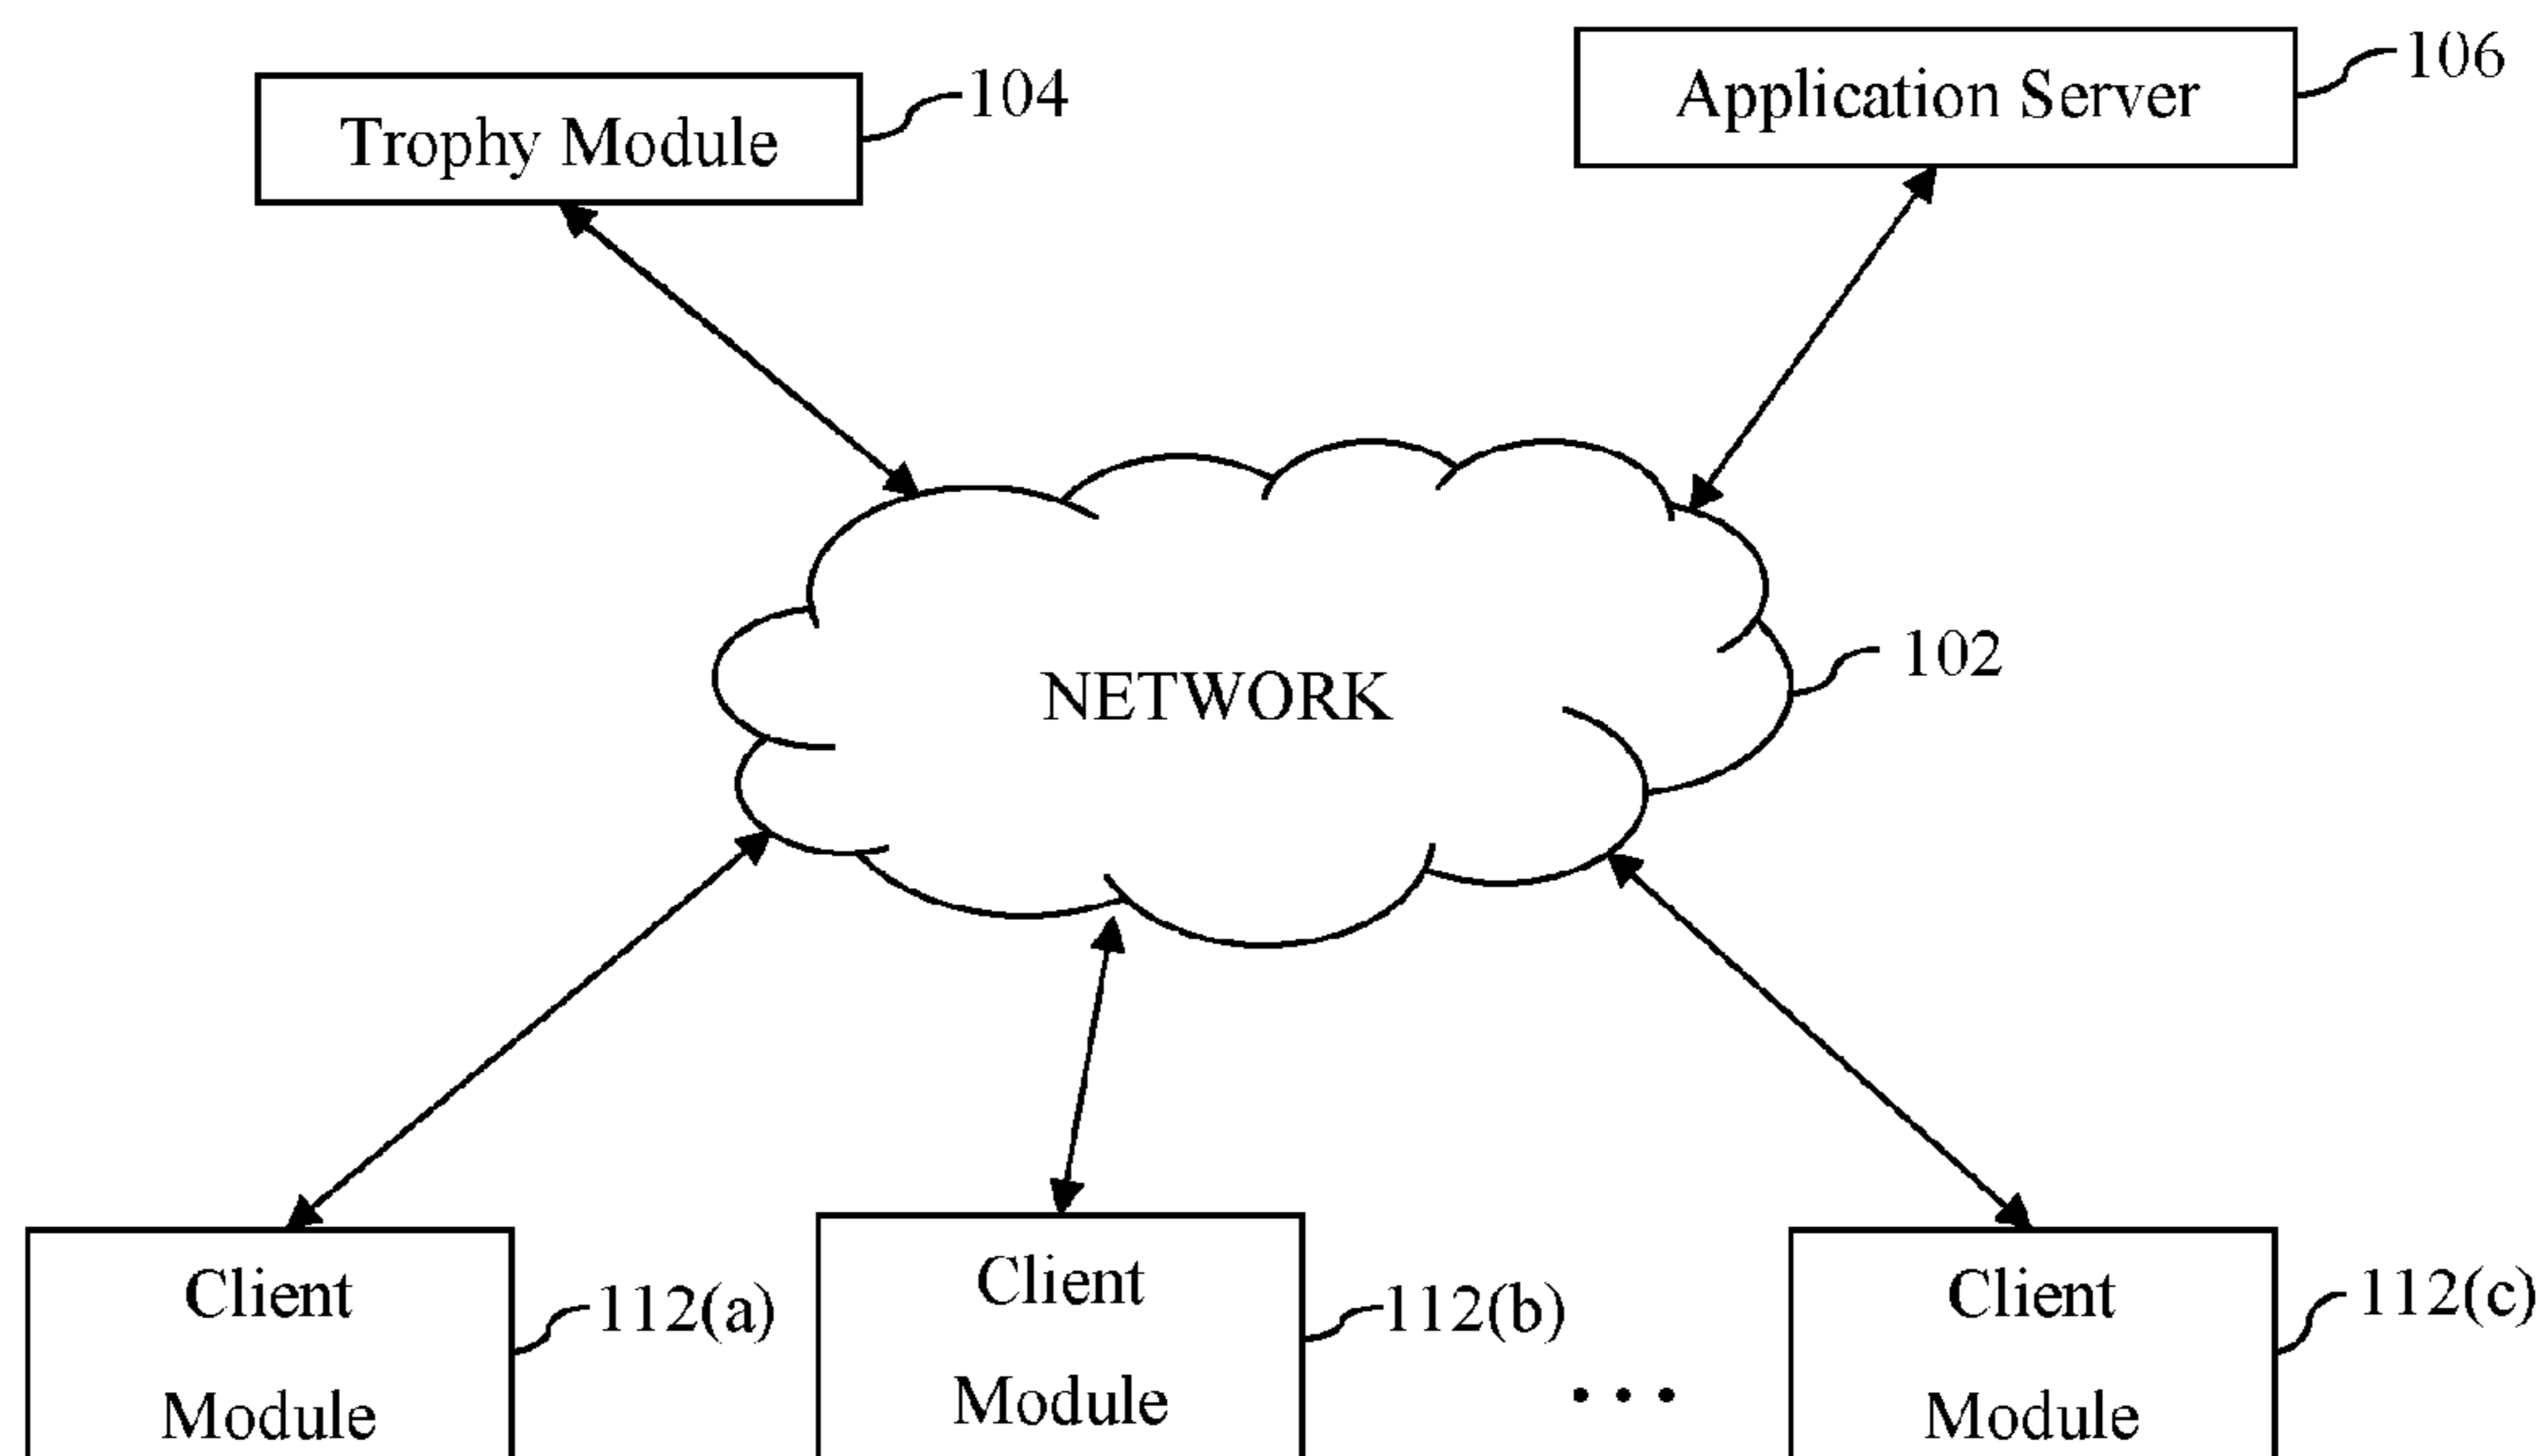 Trophy Module
104
Application Server
106
NETWORK
102
Client
Module
112(a)
Client
Module
112(b)
...
Client
Module
112(c)